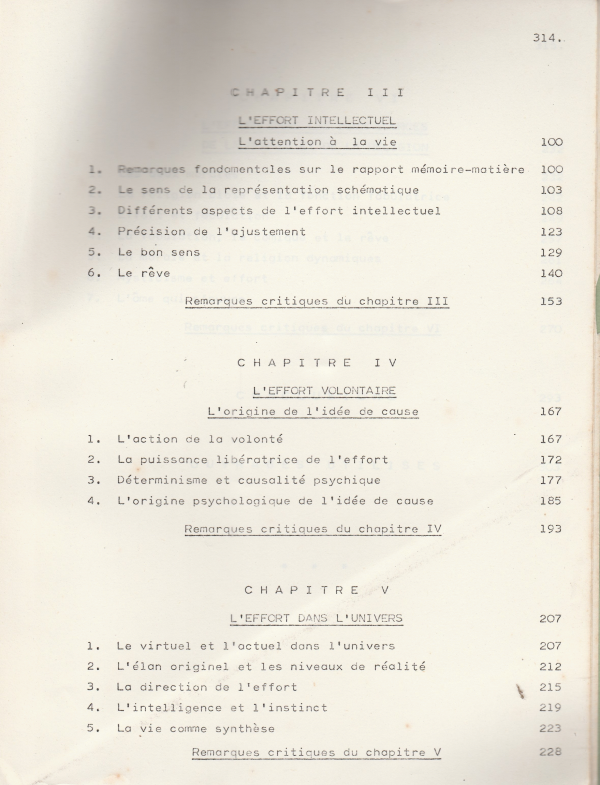 314.
CHAPITRE III
L'EFFORT INTELLECTUEL
L'attention à la vie 100
1. Remarques fondamentales sur le rapport mémoire-matière 100
2. Le sens de la représentation schématique 103
3. Différents aspects de l'effort intellectuel 108
4. Précision de l'ajustement 123
5. Le bon sens 129
6. Le rêve 140
Remarques critiques du chapitre III 153
CHAPITRE IV
L'EFFORT VOLONTAIRE
L'origine de l'idée de cause 167
1. L'action de la volonté 167
2. La puissance libératrice de l'effort 172
3. Déterminisme et causalité psychique 177
4. L'origine psychologique de l'idée de cause 185
Remarques critiques du chapitre IV 193
CHAPITRE V
L'EFFORT DANS L'UNIVERS 207
1. Le virtuel et l'actuel dans l'univers 207
2. L'élan originel et les niveaux de réalité 212
3. La direction de l'effort 215
4. L'intelligence et l'instinct 219
5. La vie comme synthèse 223
Remarques critiques du chapitre V 228